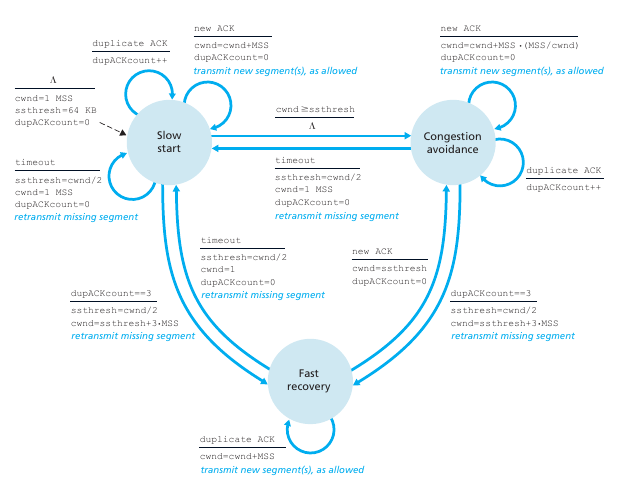 new ACK
cwnd=cwnd+MSS
dupACKcount=0
transmit new segment(s), as allowed
new ACK
cwnd=cwnd+MSS·(MSS/cwnd)
dupACKcount=0
transmit new segment(s), as allowed
duplicate ACK
dupACKcount++
Λ
cwnd=1 MSS
ssthresh=64 KB
dupACKcount=0
cwnd≥ssthresh
Λ
Slow
start
Congestion
avoidance
timeout
ssthresh=cwnd/2
cwnd=1 MSS
dupACKcount=0
retransmit missing segment
timeout
ssthresh=cwnd/2
cwnd=1 MSS
dupACKcount=0
retransmit missing segment
duplicate ACK
dupACKcount++
timeout
ssthresh=cwnd/2
cwnd=1
dupACKcount=0
retransmit missing segment
new ACK
cwnd=ssthresh
dupACKcount=0
dupACKcount==3
ssthresh=cwnd/2
cwnd=ssthresh+3·MSS
retransmit missing segment
dupACKcount==3
ssthresh=cwnd/2
cwnd=ssthresh+3·MSS
retransmit missing segment
Fast
recovery
duplicate ACK
cwnd=cwnd+MSS
transmit new segment(s), as allowed